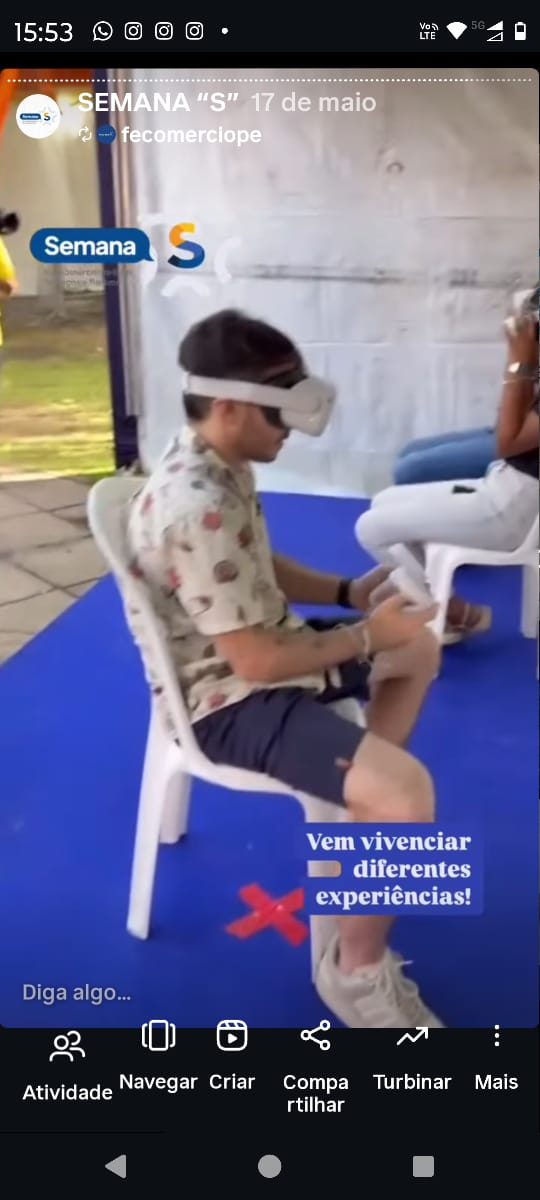 15:53
Vo
LTE
5G
SEMANA “S” 17 de maio
fecomerciope
Semana S
Vem vivenciar
diferentes
experiências!
Diga algo...
Atividade
Navegar
Criar
Compa
rtilhar
Turbinar
Mais